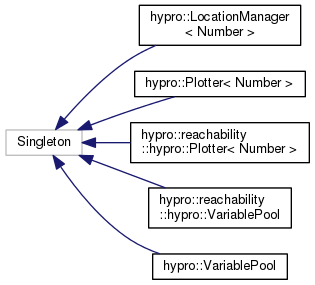 hypro::LocationManager
< Number >
hypro::Plotter< Number >
hypro::reachability
::hypro::Plotter< Number >
Singleton
hypro::reachability
::hypro::VariablePool
hypro::VariablePool